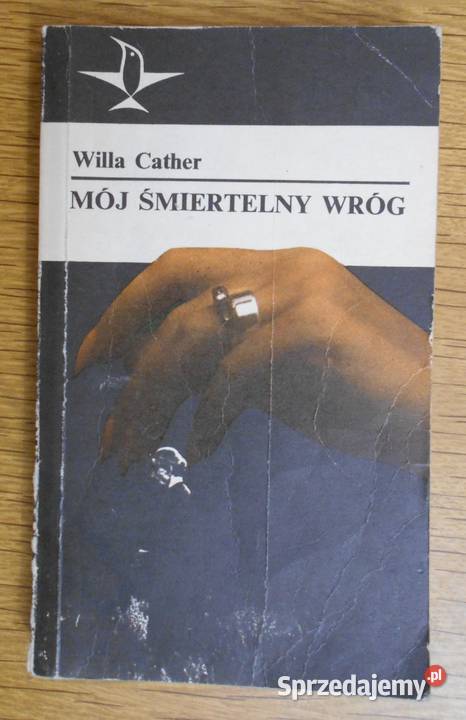 Willa Cather
MÓJ ŚMIERTELNY WRÓG
Sprzedajemy.pl